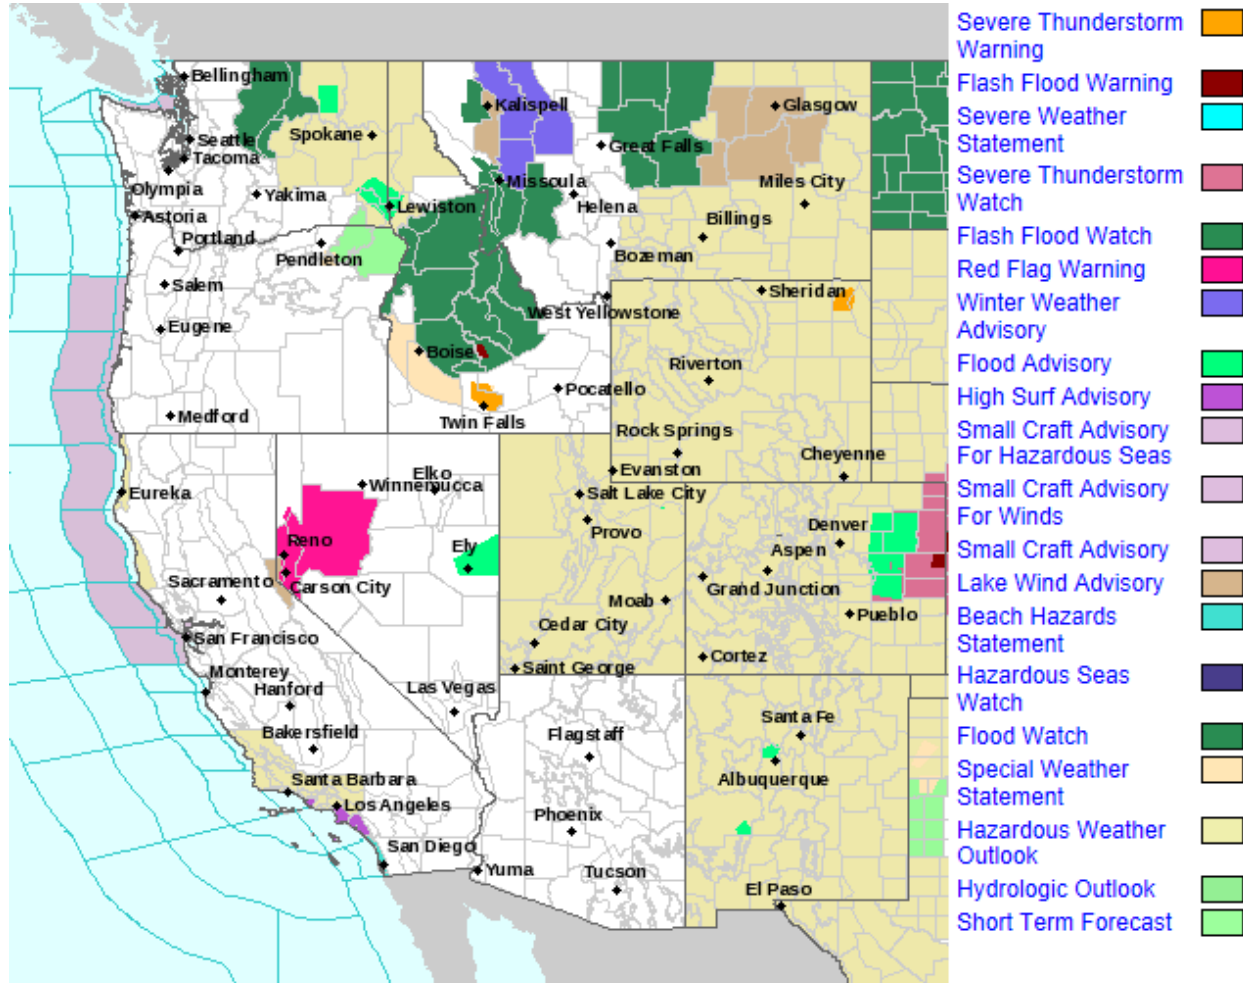 Bellingham
Seattle
Tacoma
Olympia
Astoria
Portland
Salem
Eugene
Medford
Yakima
Spokane
Pendleton
Lewiston
Kalispell
Missoula
Great Falls
Helena
Bozeman
Glasgow
Miles City
Billings
West Yellowstone
Sheridan
Boise
Twin Falls
Pocatello
Riverton
Rock Springs
Evanston
Cheyenne
Eureka
Winnemucca
Elko
Reno
Carson City
Ely
Sacramento
San Francisco
Monterey
Hanford
Bakersfield
Santa Barbara
Los Angeles
San Diego
Las Vegas
Salt Lake City
Provo
Moab
Cedar City
Saint George
Denver
Aspen
Grand Junction
Pueblo
Cortez
Flagstaff
Phoenix
Yuma
Tucson
Santa Fe
Albuquerque
El Paso
Severe Thunderstorm
Warning
Flash Flood Warning
Severe Weather
Statement
Severe Thunderstorm
Watch
Flash Flood Watch
Red Flag Warning
Winter Weather
Advisory
Flood Advisory
High Surf Advisory
Small Craft Advisory
For Hazardous Seas
Small Craft Advisory
For Winds
Small Craft Advisory
Lake Wind Advisory
Beach Hazards
Statement
Hazardous Seas
Watch
Flood Watch
Special Weather
Statement
Hazardous Weather
Outlook
Hydrologic Outlook
Short Term Forecast